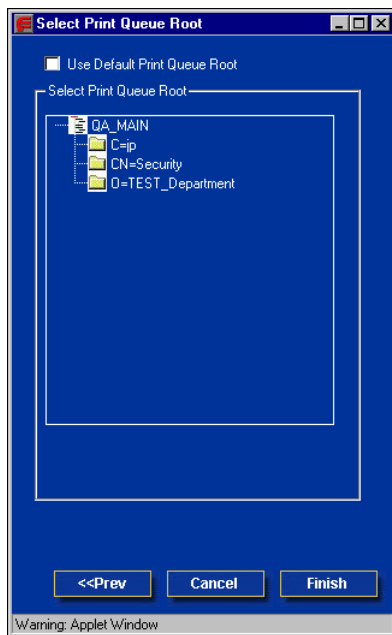 Select Print Queue Root
Use Default Print Queue Root
Select Print Queue Root
QA_MAIN
C=jp
CN=Security
O=TEST_Department
<<Prev
Cancel
Finish
Warning: Applet Window